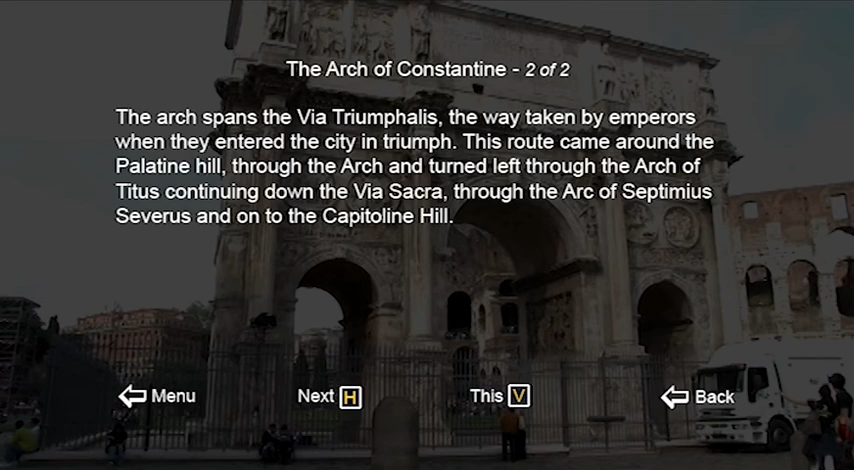 The Arch of Constantine - 2 of 2
The arch spans the Via Triumphalis, the way taken by emperors
when they entered the city in triumph. This route came around the
Palatine hill, through the Arch and turned left through the Arch of
Titus continuing down the Via Sacra, through the Arc of Septimius
Severus and on to the Capitoline Hill.
Menu Next H This V Back